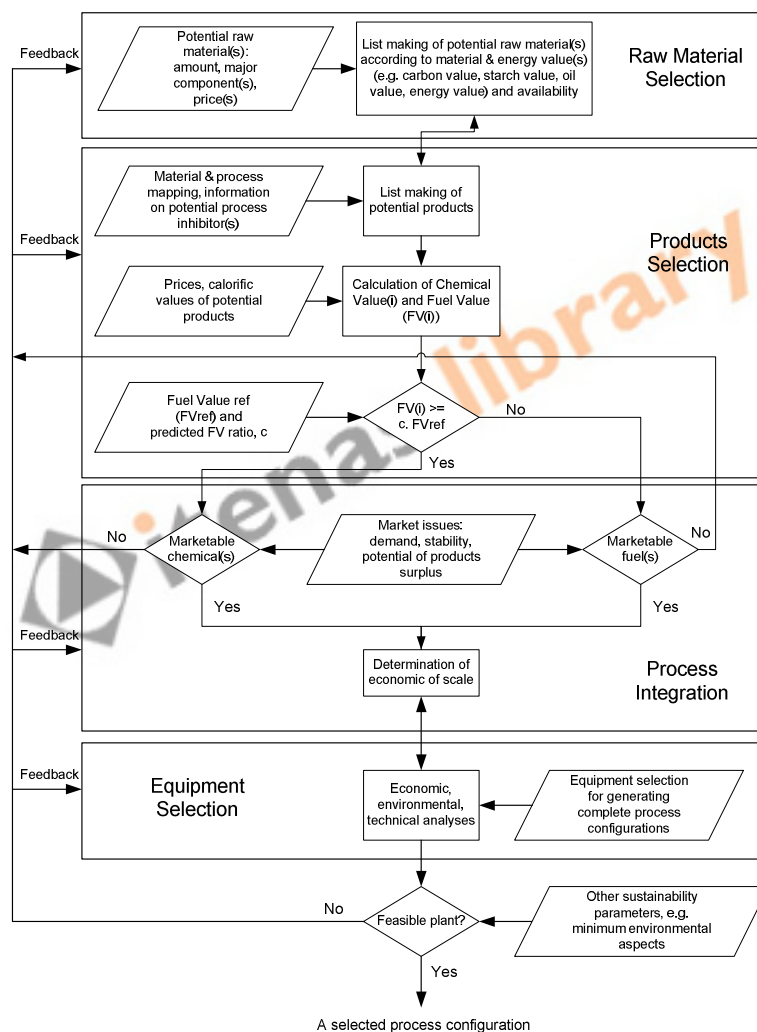 Feedback
Potential raw
material(s):
amount, major
component(s),
price(s)
List making of potential raw material(s)
according to material & energy value(s)
(e.g. carbon value, starch value, oil
value, energy value) and availability
Raw Material
Selection
Material & process
mapping, information
on potential process
inhibitor(s)
List making of
potential products
Feedback
Products
Selection
Prices, calorific
values of potential
products
Calculation of Chemical
Value(i) and Fuel Value
(FV(i))
Fuel Value ref
(FVref) and
predicted FV ratio, c
FV(i) >=
c. FVref
No
Yes
No
Marketable
chemical(s)
Market issues:
demand, stability,
potential of products
surplus
Marketable
fuel(s)
No
Yes
Yes
Feedback
Determination of
economic of scale
Process
Integration
Feedback
Equipment
Selection
Economic,
environmental,
technical analyses
Equipment selection
for generating
complete process
configurations
No
Feasible plant?
Other sustainability
parameters, e.g.
minimum environmental
aspects
Yes
A selected process configuration
itenas library